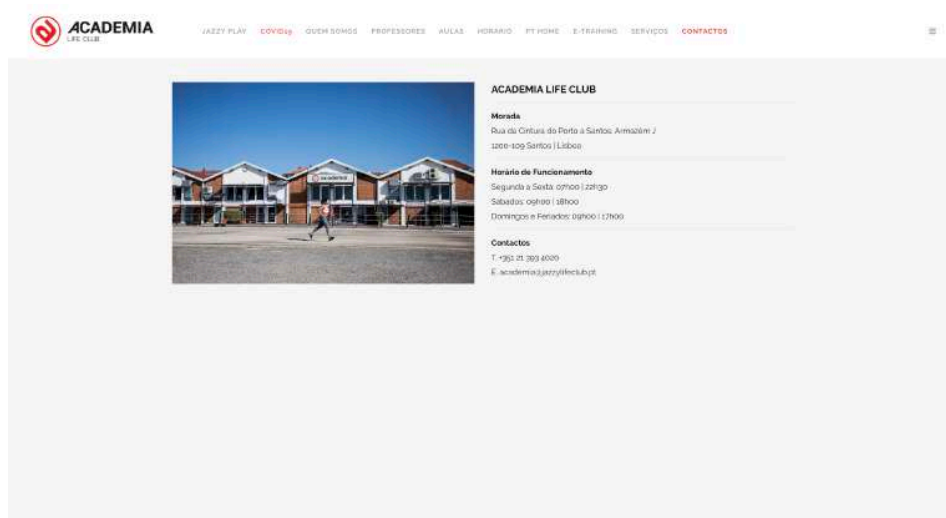 ACADEMIA
LIFE CLUB
JAZZY PLAY COVID19 QUEM SOMOS PROFESSORES AULAS HORÁRIO PT HOME E-TRAINING SERVIÇOS CONTACTOS
ACADEMIA LIFE CLUB
Morada
Rua da Cintura do Porto a Santos. Armazém J
1200-109 Santos | Lisboa
Horário de Funcionamento
Segunda a Sexta: 07h00 | 22h30
Sábados: 09h00 | 18h00
Domingos e Feriados: 09h00 | 17h00
Contactos
T. +351 21 393 4020
E. academia@jazzylifeclub.pt
academia